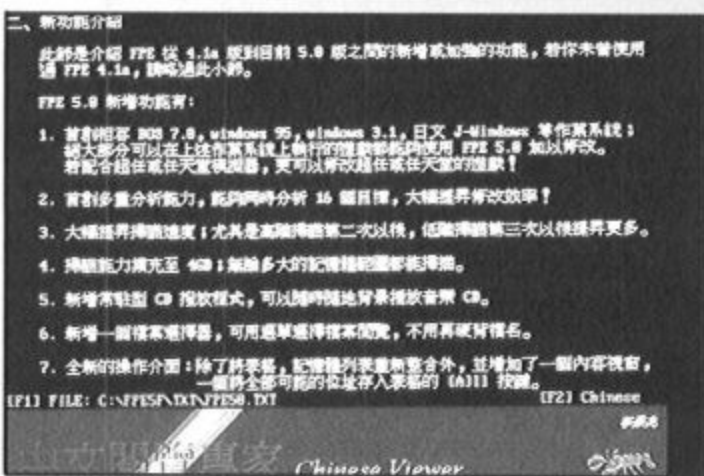 二、新功能介紹
此節是介紹 FPE 從 4.1a 版到目前 5.0 版之間的新增或加強的功能，若你未曾使用
過 FPE 4.1a，請略過此小節。
FPE 5.0 新增功能有：
1. 首創相容 DOS 7.0，windows 95，windows 3.1，日文 J-Windows 等作業系統；
絕大部分可以在上述作業系統上執行的遊戲都能夠使用 FPE 5.0 加以修改。
若配合超任或任天堂模擬器，更可以修改超任或任天堂的遊戲！
2. 首創多重分析能力，能夠同時分析 16 個目標，大幅提昇修改效率！
3. 大幅提昇掃瞄速度；尤其是高階掃瞄第二次以後，低階掃瞄第三次以後提昇更多。
4. 掃瞄能力擴充至 4GB；無論多大的記憶體範圍都能掃描。
5. 新增常駐型 CD 播放程式，可以隨時隨地背景播放音樂 CD。
6. 新增一個檔案選擇器，可用選單選擇檔案閱覽，不用再硬背檔名。
7. 全新的操作介面：除了將表格，記憶體列表重新整合外，並增加了一個內容視窗，
一個將全部可能的位址存入表格的 [A]ll 按鍵。
[F1] FILE: C:\FPE5F\TXT\FPE50.TXT [F2] Chinese
中文閱讀專家
Chinese Viewer